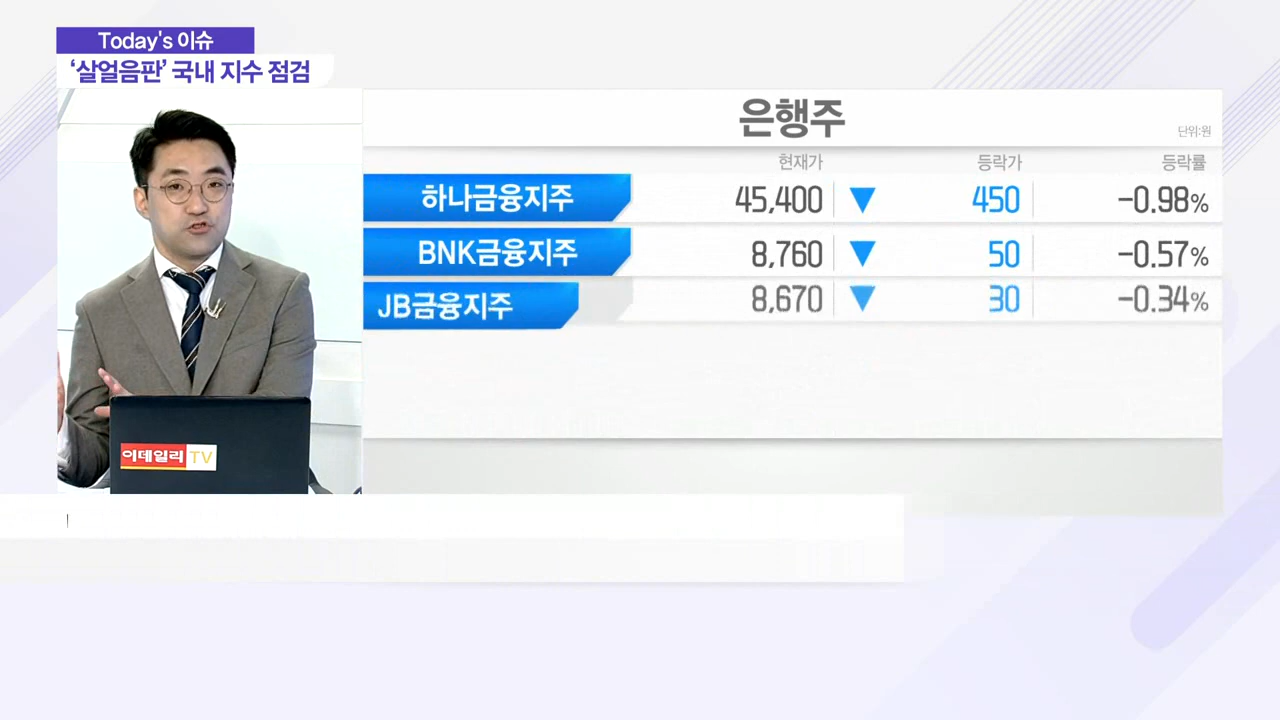 Today's 이슈
‘살얼음판’ 국내 지수 점검
은행주
단위:원
현재가 등락가 등락률
하나금융지주 45,400 ▼ 450 -0.98%
BNK금융지주 8,760 ▼ 50 -0.57%
JB금융지주 8,670 ▼ 30 -0.34%
이데일리 TV